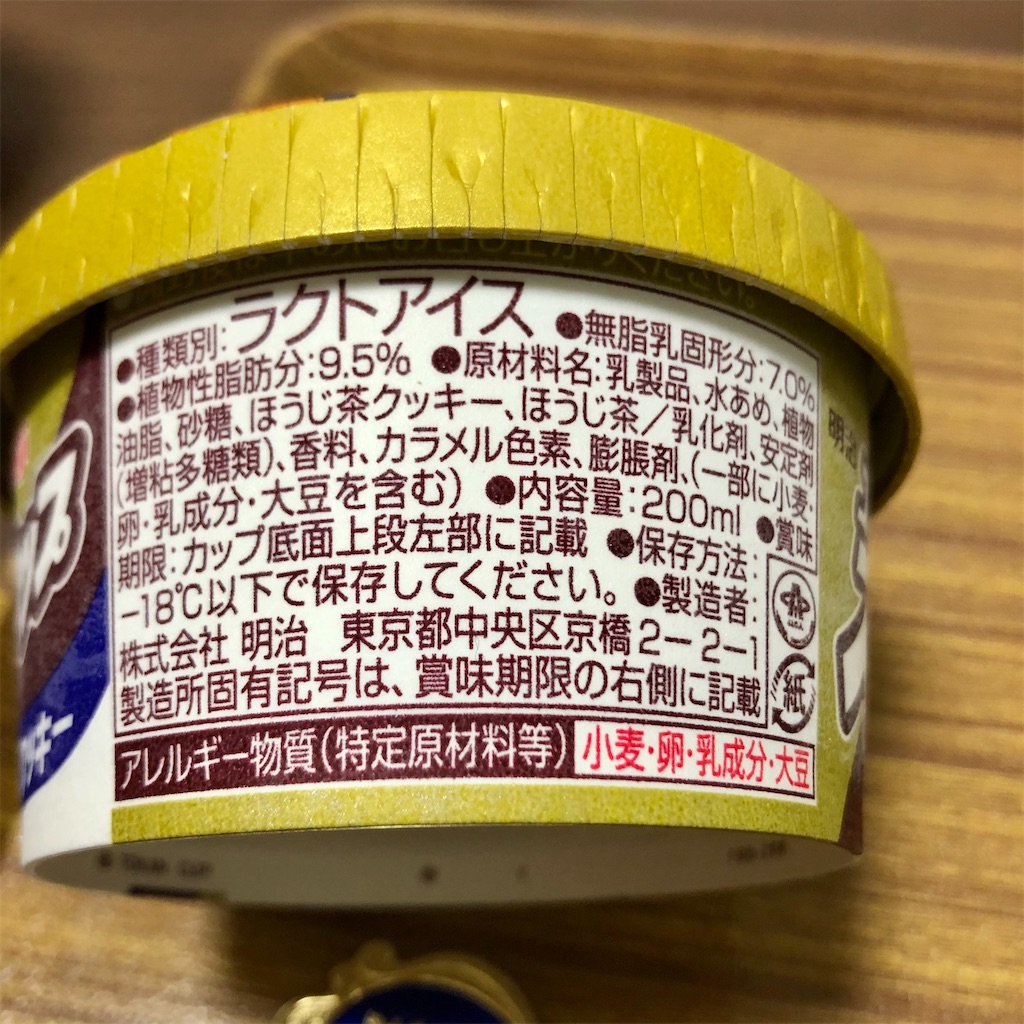 ●種類別:ラクトアイス ●無脂乳固形分:7.0%
●植物性脂肪分:9.5% ●原材料名:乳製品、水あめ、植物
油脂、砂糖、ほうじ茶クッキー、ほうじ茶/乳化剤、安定剤
(増粘多糖類)、香料、カラメル色素、膨脹剤、(一部に小麦・
卵・乳成分・大豆を含む) ●内容量:200ml ●賞味
期限:カップ底面上段左部に記載 ●保存方法:
-18℃以下で保存してください。 ●製造者:
株式会社 明治 東京都中央区京橋2-2-1
製造所固有記号は、賞味期限の右側に記載
紙
アレルギー物質(特定原材料等) 小麦・卵・乳成分・大豆
明治